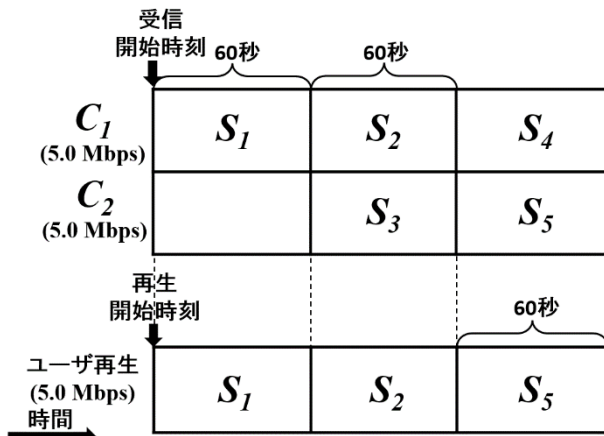 受信
開始時刻
60秒
60秒
C1
(5.0 Mbps)
S1
S2
S4
C2
(5.0 Mbps)
S3
S5
再生
開始時刻
60秒
ユーザ再生
(5.0 Mbps)
時間
S1
S2
S5